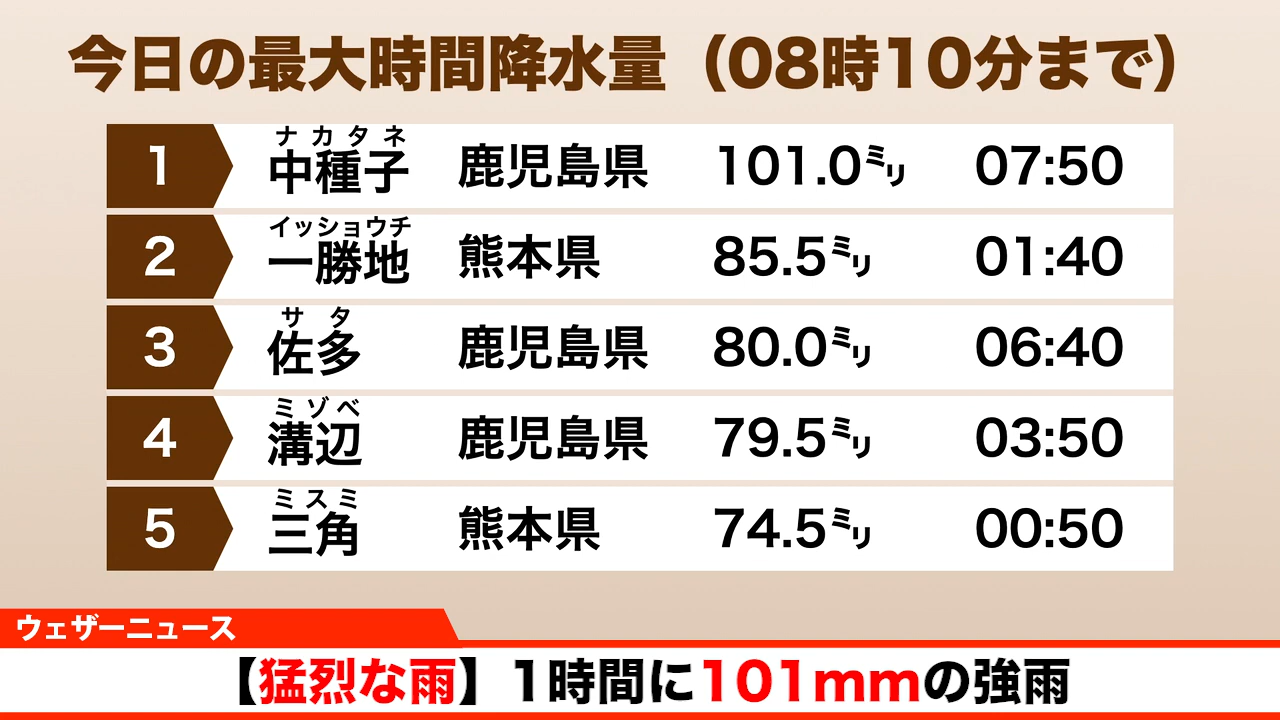 今日の最大時間降水量（08時10分まで）
ナカタネ
1 中種子 鹿児島県 101.0㍉ 07:50
イッショウチ
2 一勝地 熊本県 85.5㍉ 01:40
サタ
3 佐多 鹿児島県 80.0㍉ 06:40
ミゾベ
4 溝辺 鹿児島県 79.5㍉ 03:50
ミスミ
5 三角 熊本県 74.5㍉ 00:50
ウェザーニュース
【猛烈な雨】1時間に101mmの強雨